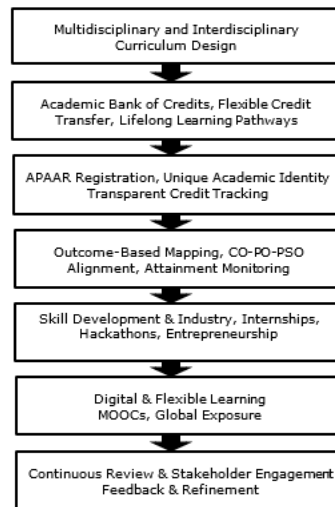 Multidisciplinary and Interdisciplinary
Curriculum Design
Academic Bank of Credits, Flexible Credit
Transfer, Lifelong Learning Pathways
APAAR Registration, Unique Academic Identity
Transparent Credit Tracking
Outcome-Based Mapping, CO-PO-PSO
Alignment, Attainment Monitoring
Skill Development & Industry, Internships,
Hackathons, Entrepreneurship
Digital & Flexible Learning
MOOCs, Global Exposure
Continuous Review & Stakeholder Engagement
Feedback & Refinement